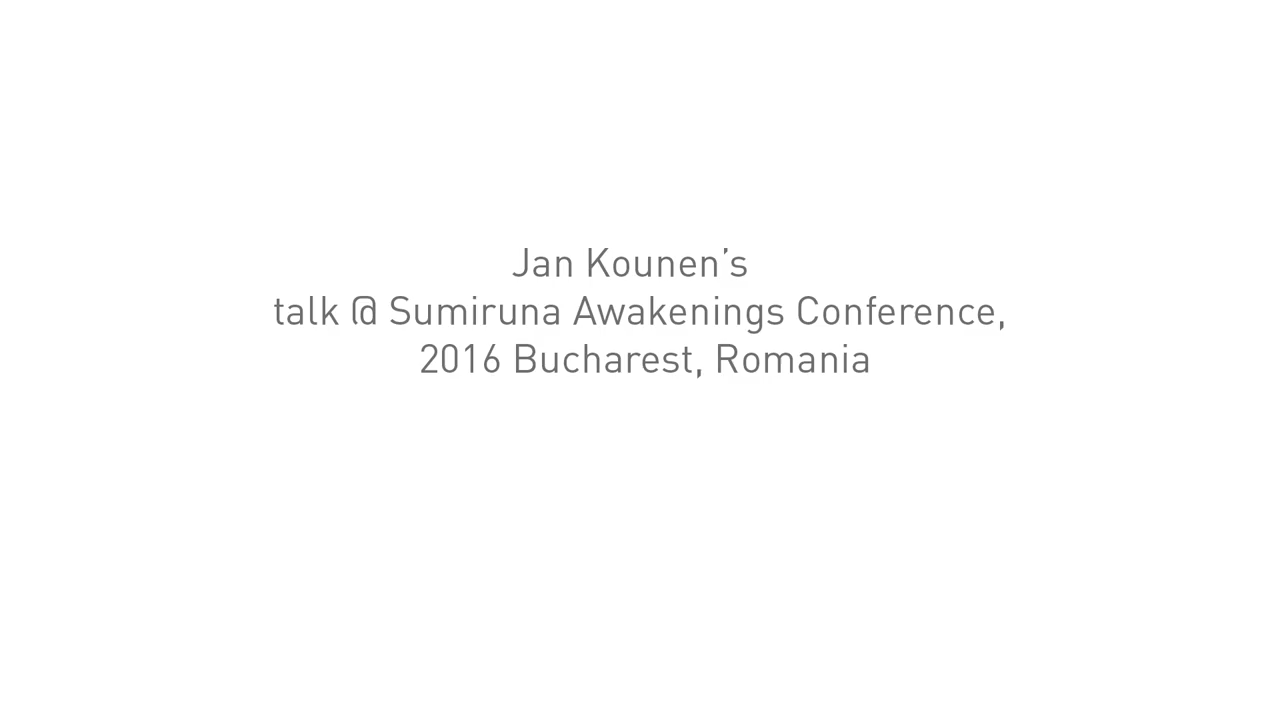 Jan Kounen’s
talk @ Sumiruna Awakenings Conference,
2016 Bucharest, Romania